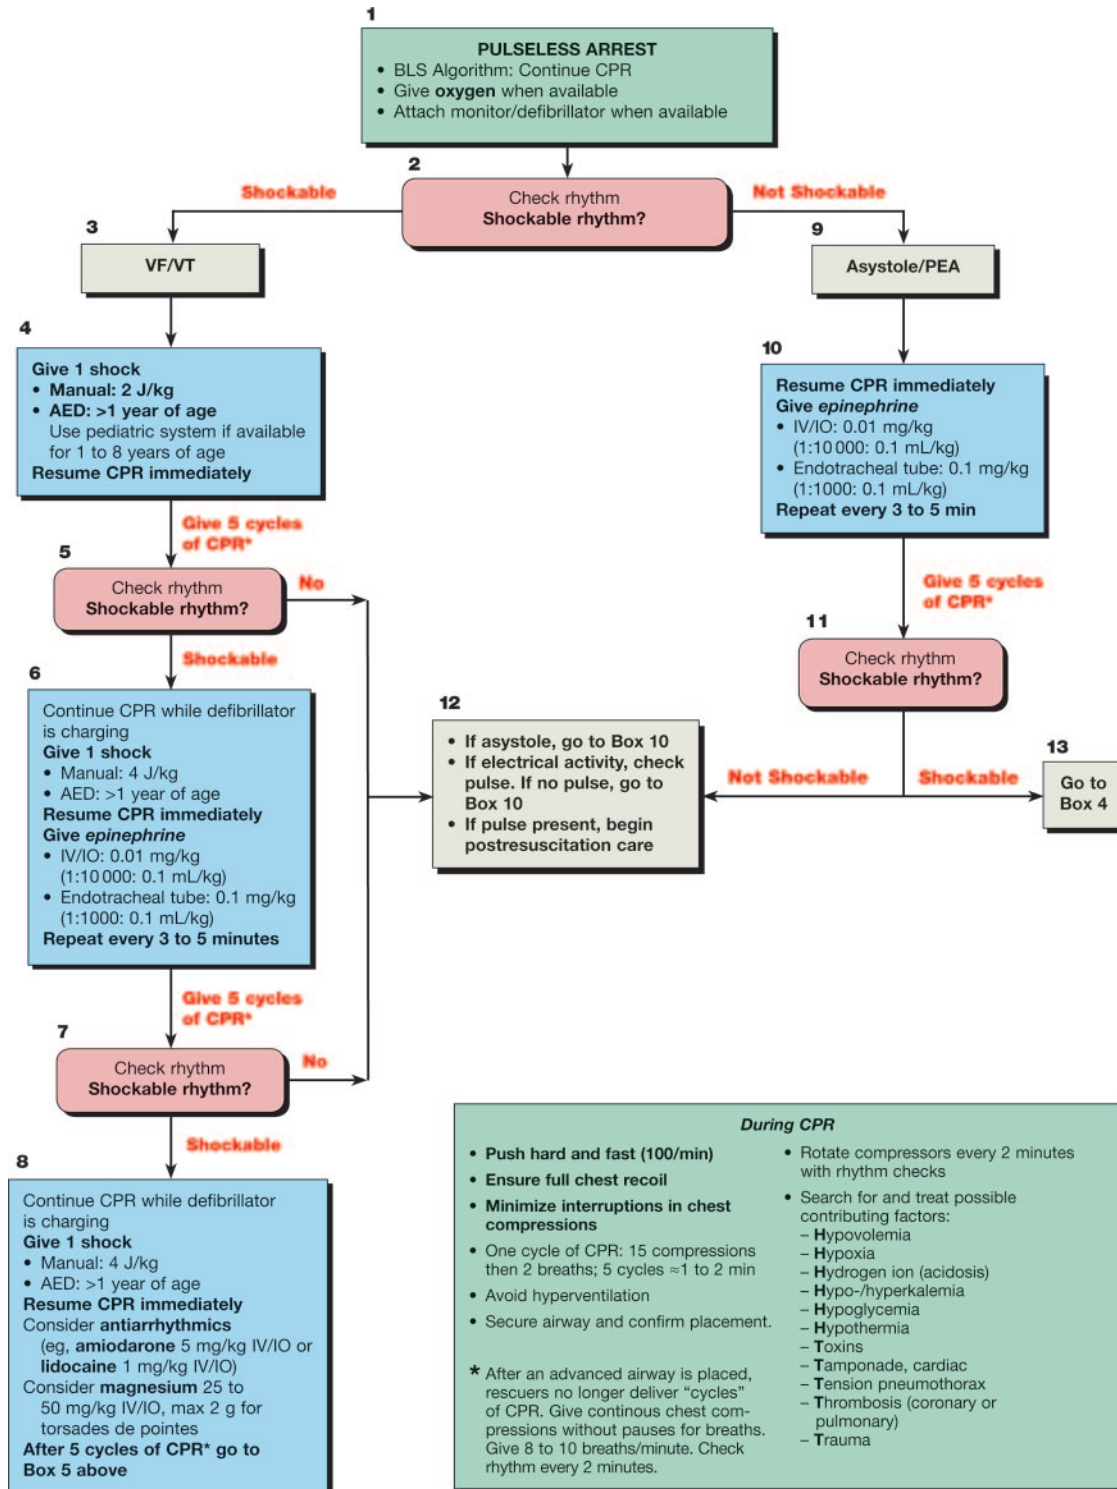 1
PULSELESS ARREST
• BLS Algorithm: Continue CPR
• Give oxygen when available
• Attach monitor/defibrillator when available
2
Shockable
Check rhythm
Shockable rhythm?
Not Shockable
3
VF/VT
9
Asystole/PEA
4
Give 1 shock
• Manual: 2 J/kg
• AED: >1 year of age
Use pediatric system if available
for 1 to 8 years of age
Resume CPR immediately
10
Resume CPR immediately
Give epinephrine
• IV/IO: 0.01 mg/kg
(1:10 000: 0.1 mL/kg)
• Endotracheal tube: 0.1 mg/kg
(1:1000: 0.1 mL/kg)
Repeat every 3 to 5 min
Give 5 cycles
of CPR*
5
Check rhythm
Shockable rhythm?
No
Give 5 cycles
of CPR*
11
Check rhythm
Shockable rhythm?
Shockable
6
Continue CPR while defibrillator
is charging
Give 1 shock
• Manual: 4 J/kg
• AED: >1 year of age
Resume CPR immediately
Give epinephrine
• IV/IO: 0.01 mg/kg
(1:10 000: 0.1 mL/kg)
• Endotracheal tube: 0.1 mg/kg
(1:1000: 0.1 mL/kg)
Repeat every 3 to 5 minutes
12
• If asystole, go to Box 10
• If electrical activity, check
pulse. If no pulse, go to
Box 10
• If pulse present, begin
postresuscitation care
Not Shockable
Shockable
13
Go to
Box 4
Give 5 cycles
of CPR*
7
Check rhythm
Shockable rhythm?
No
Shockable
8
Continue CPR while defibrillator
is charging
Give 1 shock
• Manual: 4 J/kg
• AED: >1 year of age
Resume CPR immediately
Consider antiarrhythmics
(eg, amiodarone 5 mg/kg IV/IO or
lidocaine 1 mg/kg IV/IO)
Consider magnesium 25 to
50 mg/kg IV/IO, max 2 g for
torsades de pointes
After 5 cycles of CPR* go to
Box 5 above
During CPR
• Push hard and fast (100/min)
• Ensure full chest recoil
• Minimize interruptions in chest
compressions
• One cycle of CPR: 15 compressions
then 2 breaths; 5 cycles ≈1 to 2 min
• Avoid hyperventilation
• Secure airway and confirm placement.
* After an advanced airway is placed,
rescuers no longer deliver “cycles”
of CPR. Give continous chest com-
pressions without pauses for breaths.
Give 8 to 10 breaths/minute. Check
rhythm every 2 minutes.
• Rotate compressors every 2 minutes
with rhythm checks
• Search for and treat possible
contributing factors:
– Hypovolemia
– Hypoxia
– Hydrogen ion (acidosis)
– Hypo-/hyperkalemia
– Hypoglycemia
– Hypothermia
– Toxins
– Tamponade, cardiac
– Tension pneumothorax
– Thrombosis (coronary or
pulmonary)
– Trauma